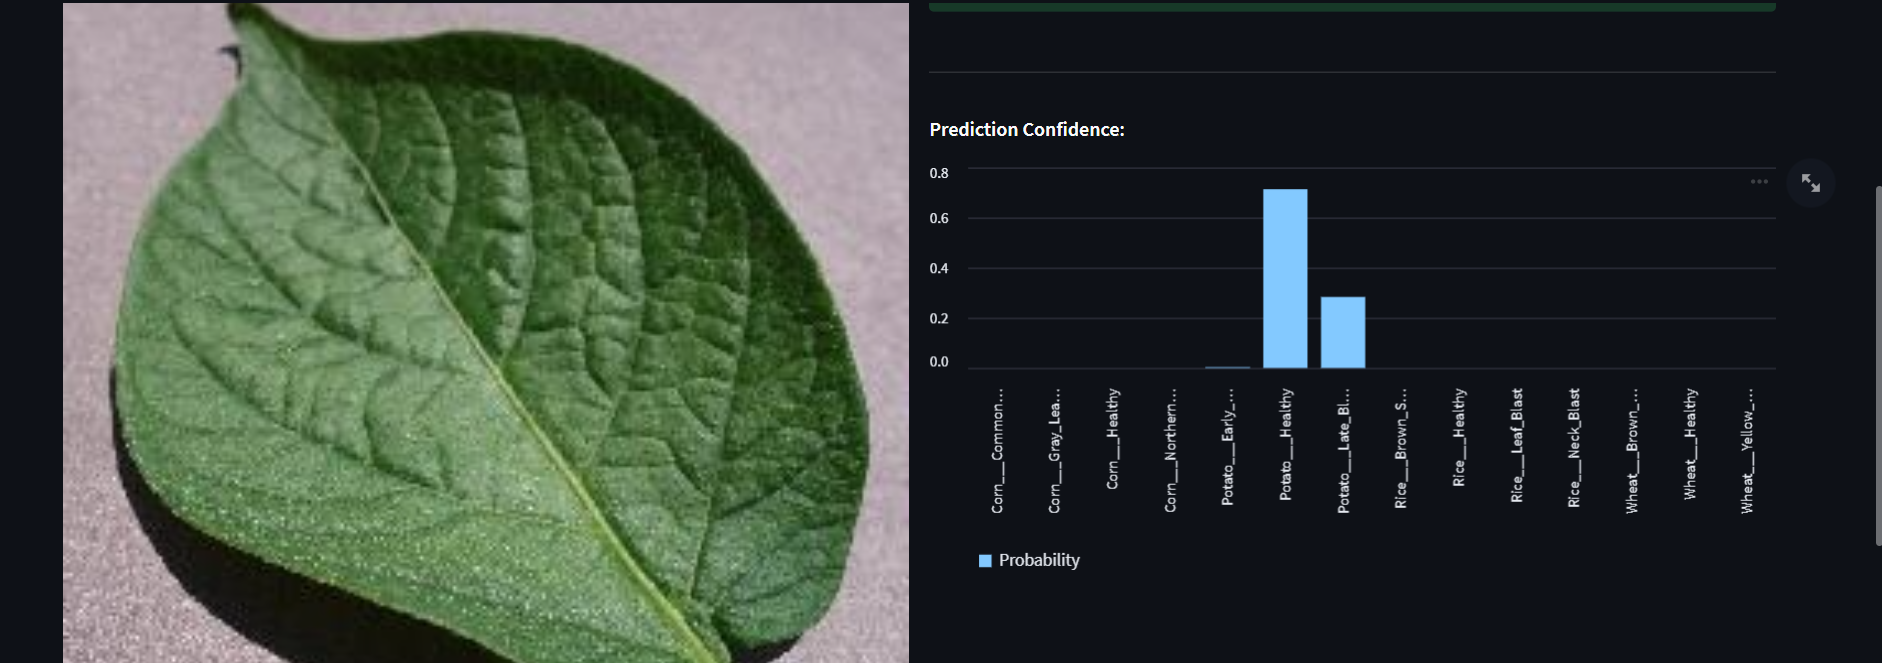 Prediction Confidence:
0.8
0.6
0.4
0.2
0.0
Corn___Common…
Corn___Gray_Lea…
Corn___Healthy
Corn___Northern…
Potato___Early_…
Potato___Healthy
Potato___Late_Bl…
Rice___Brown_S…
Rice___Healthy
Rice___Leaf_Blast
Rice___Neck_Blast
Wheat___Brown_…
Wheat___Healthy
Wheat___Yellow_…
Probability